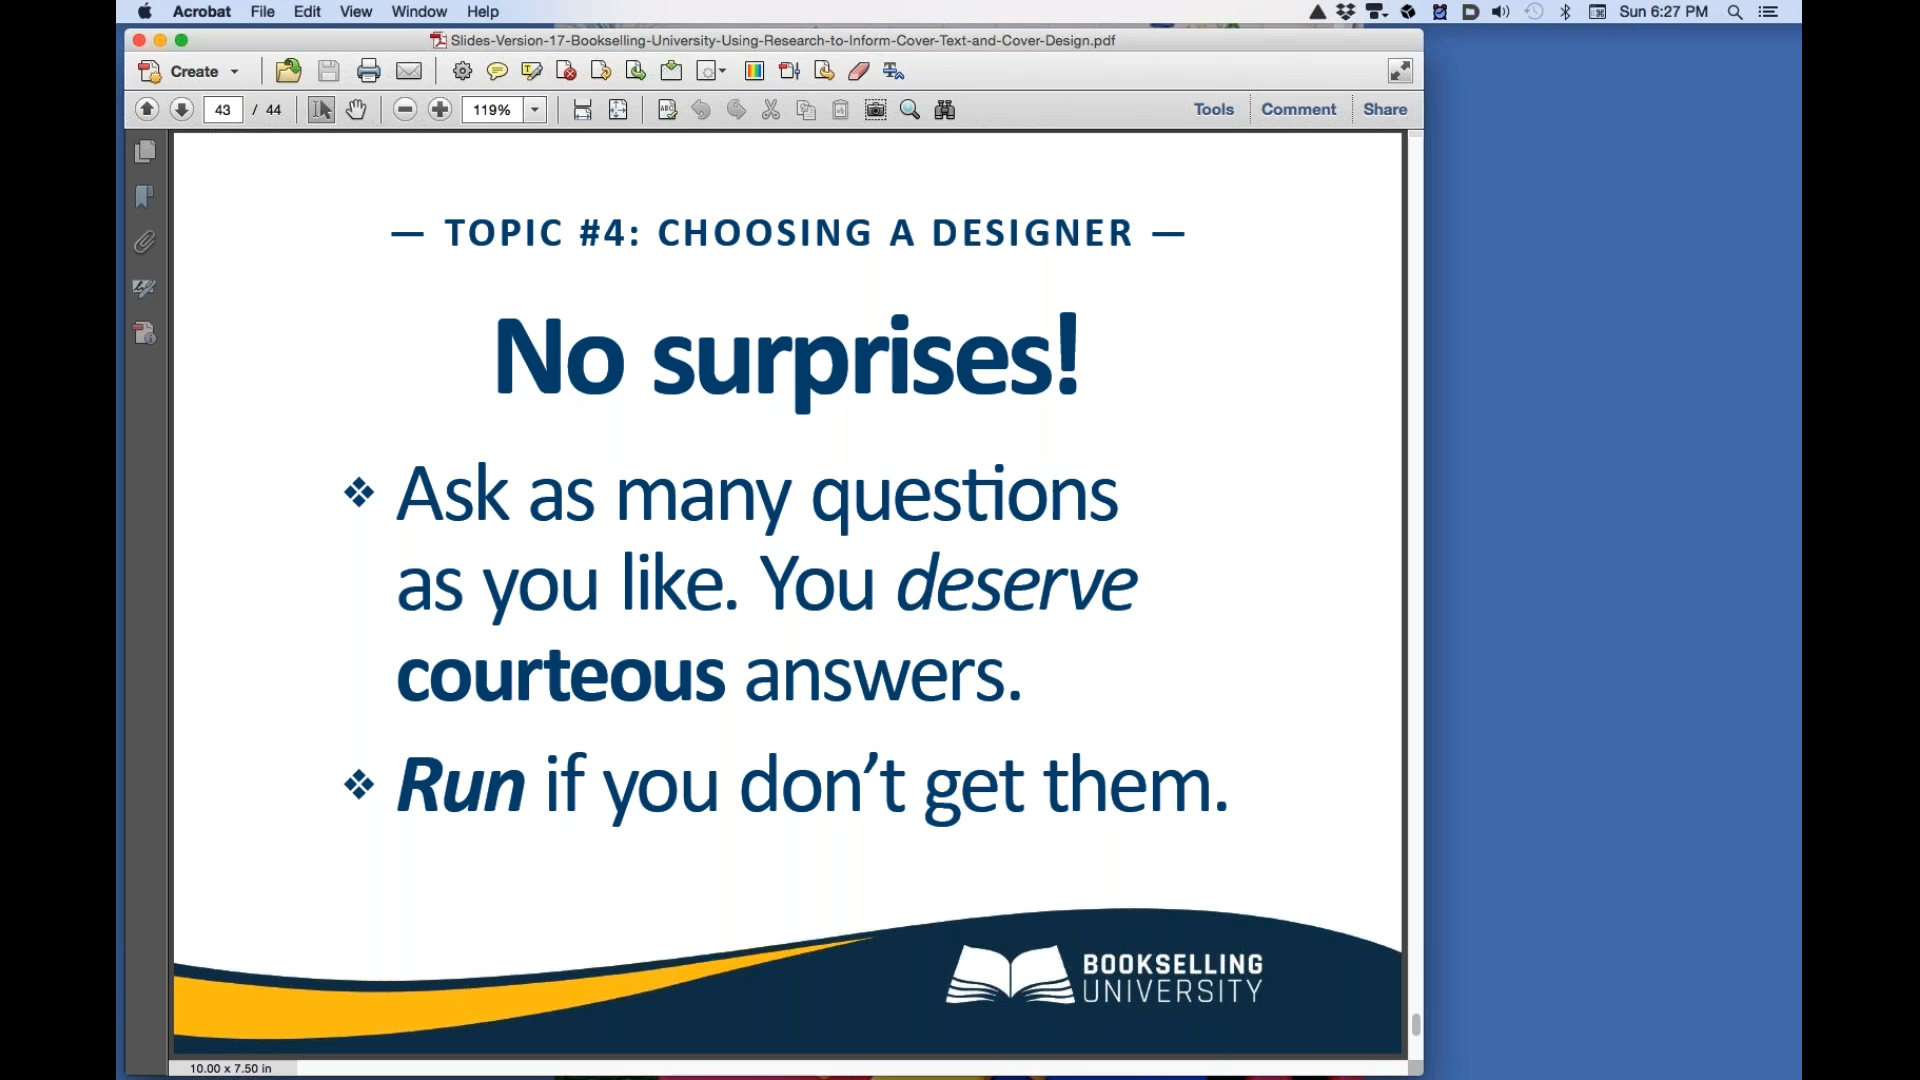 Acrobat File Edit View Window Help
Sun 6:27 PM
Slides-Version-17-Bookselling-University-Using-Research-to-Inform-Cover-Text-and-Cover-Design.pdf
Create
43 / 44
119%
Tools Comment Share
— TOPIC #4: CHOOSING A DESIGNER —
No surprises!
❖ Ask as many questions
as you like. You deserve
courteous answers.
❖ Run if you don’t get them.
BOOKSELLING
UNIVERSITY
10.00 x 7.50 in